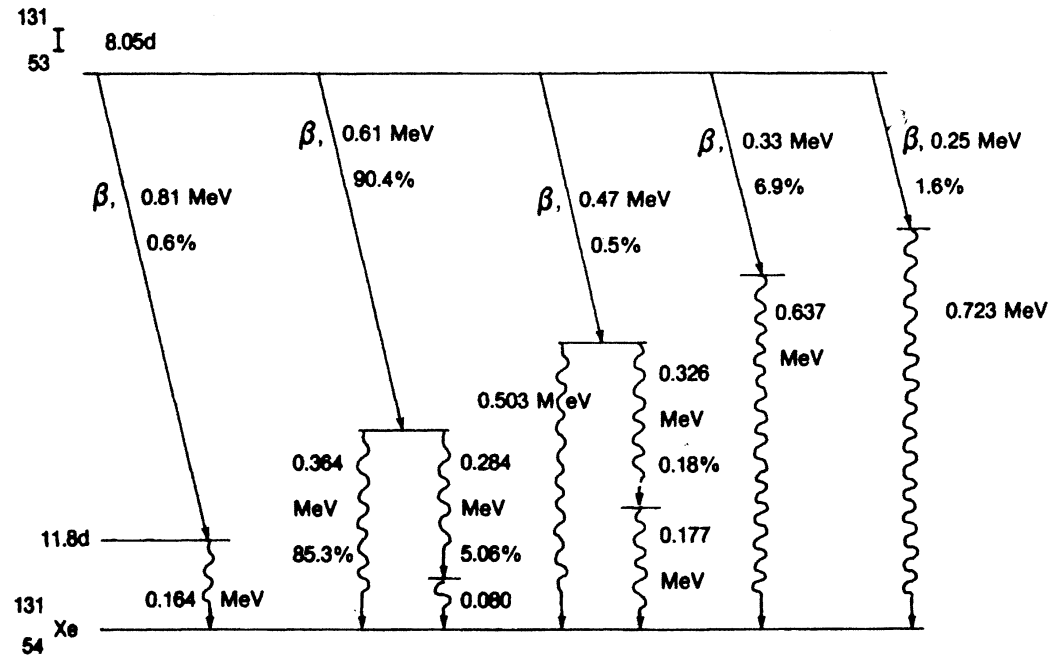 131
I 8.05d
53
β, 0.81 MeV
0.6%
β, 0.61 MeV
90.4%
β, 0.47 MeV
0.5%
β, 0.33 MeV
6.9%
β, 0.25 MeV
1.6%
0.723 MeV
0.637
MeV
0.503 MeV
0.326
MeV
0.18%
0.177
MeV
0.364
MeV
85.3%
0.284
MeV
5.06%
0.080
11.8d
0.164 MeV
131
Xe
54